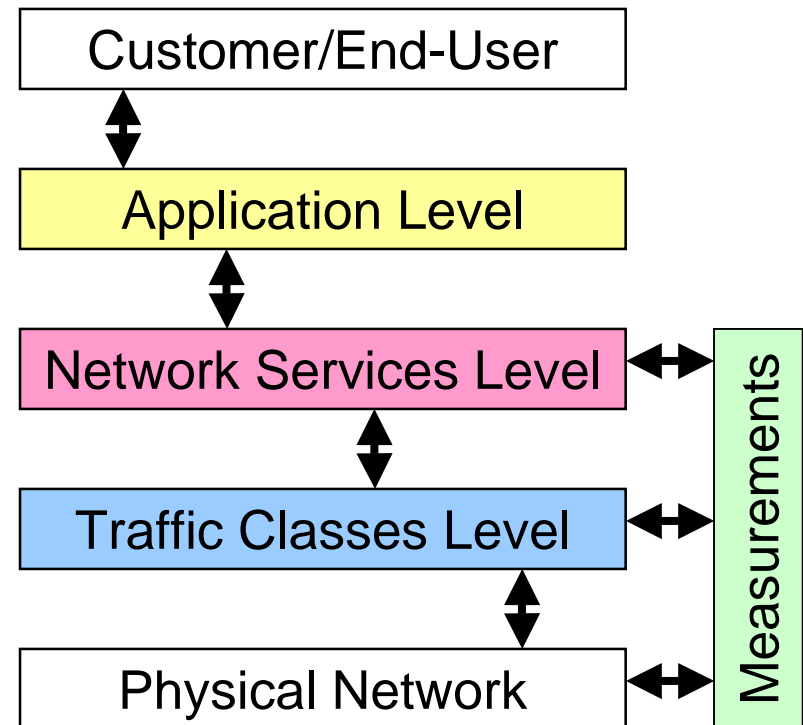 Customer/End-User
Application Level
Network Services Level
Traffic Classes Level
Physical Network
Measurements